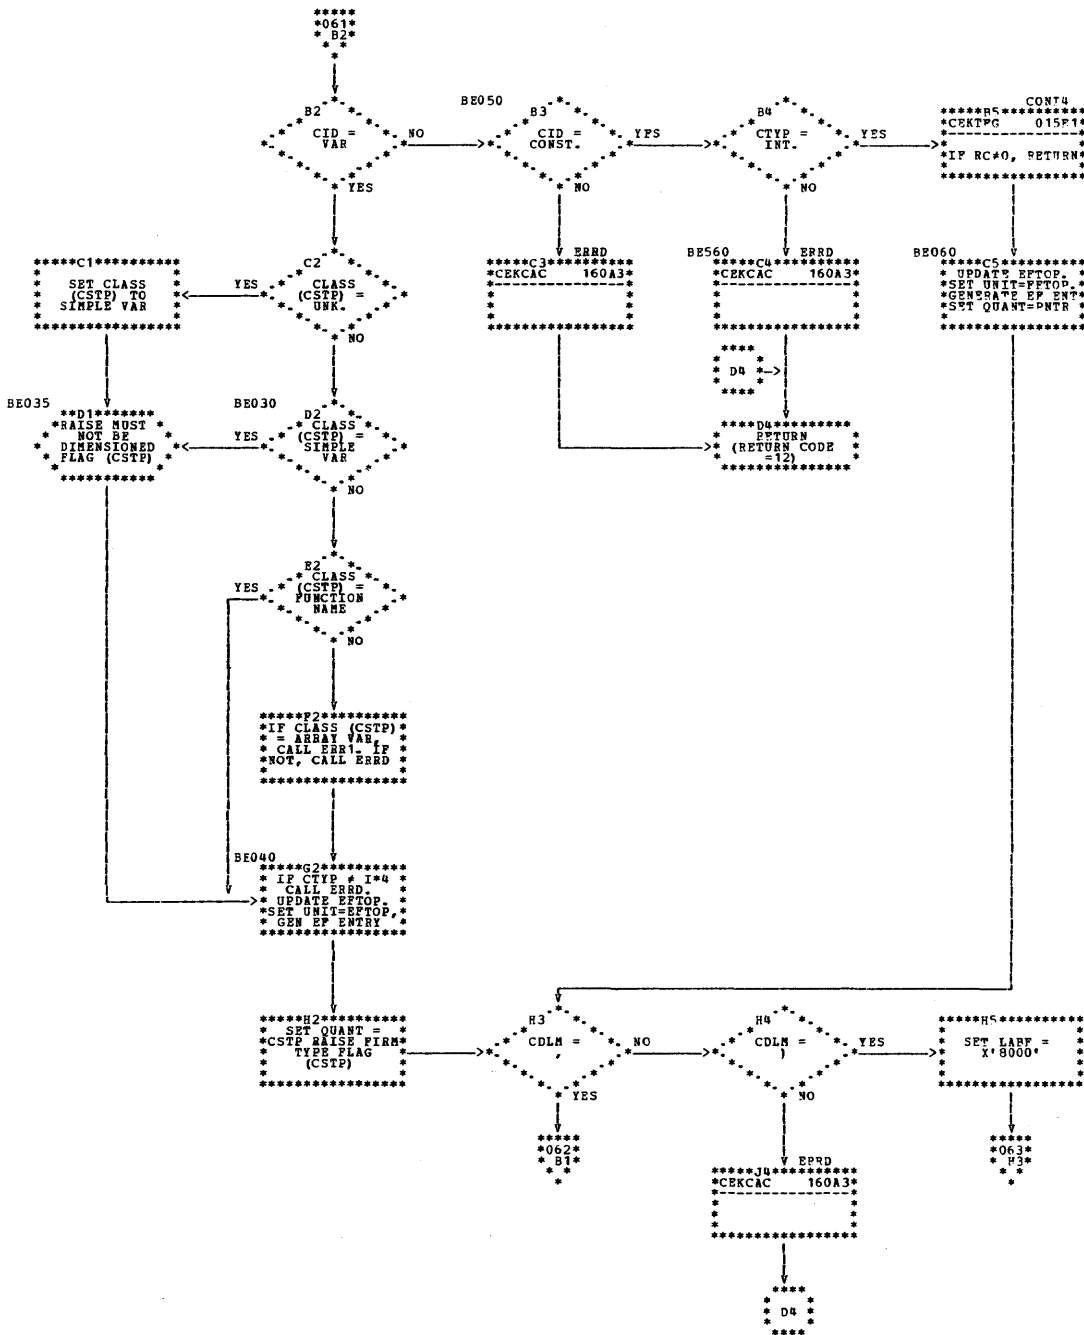 061
B2
CONT4
BE050
B2
CID =
VAR
NO
B3
CID =
CONST.
YES
B4
CTYP =
INT.
YES
B5
CEKTPG 015E1
IF RC≠0, RETURN
YES
NO
NO
C1
SET CLASS
(CSTP) TO
SIMPLE VAR
YES
C2
CLASS
(CSTP) =
UNK.
NO
ERRD
C3
CEKCAC 160A3
BE560
ERRD
C4
CEKCAC 160A3
BE060
C5
UPDATE EFTOP.
SET UNIT=EFTOP.
GENERATE EF ENT
SET QUANT=PNTR
D4
BE035
D1
RAISE MUST
NOT BE
DIMENSIONED
FLAG (CSTP)
BE030
YES
D2
CLASS
(CSTP) =
SIMPLE
VAR
NO
D4
RETURN
(RETURN CODE
=12)
E2
CLASS
(CSTP) =
FUNCTION
NAME
YES
NO
F2
IF CLASS (CSTP)
= ARRAY VAR,
CALL ERR1. IF
NOT, CALL ERRD
BE040
G2
IF CTYP ≠ I*4
CALL ERRD.
UPDATE EFTOP.
SET UNIT=EFTOP,
GEN EF ENTRY
H2
SET QUANT =
CSTP RAISE FIRM
TYPE FLAG
(CSTP)
H3
CDLM =
,
NO
H4
CDLM =
)
YES
H5
SET LABF =
X'8000'
YES
NO
062
B1
063
H3
ERRD
J4
CEKCAC 160A3
D4